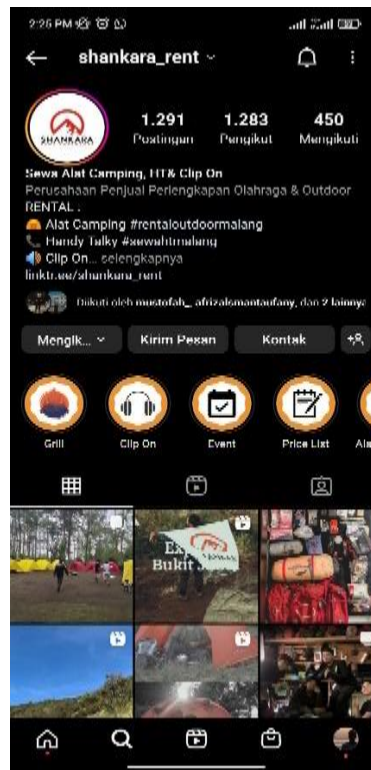 2:25 PM
shankara_rent
SHANKARA
1.291 1.283 450
Postingan Pengikut Mengikuti
Sewa Alat Camping, HT& Clip On
Perusahaan Penjual Perlengkapan Olahraga & Outdoor
RENTAL :
Alat Camping #rentaloutdoormalang
Handy Talky #sewahtmalang
Clip On... selengkapnya
linktr.ee/shankara_rent
Diikuti oleh mustofah_, afrizalsmantaufany, dan 2 lainnya
Mengik... Kirim Pesan Kontak
Grill Clip On Event Price List Ala
Bukit